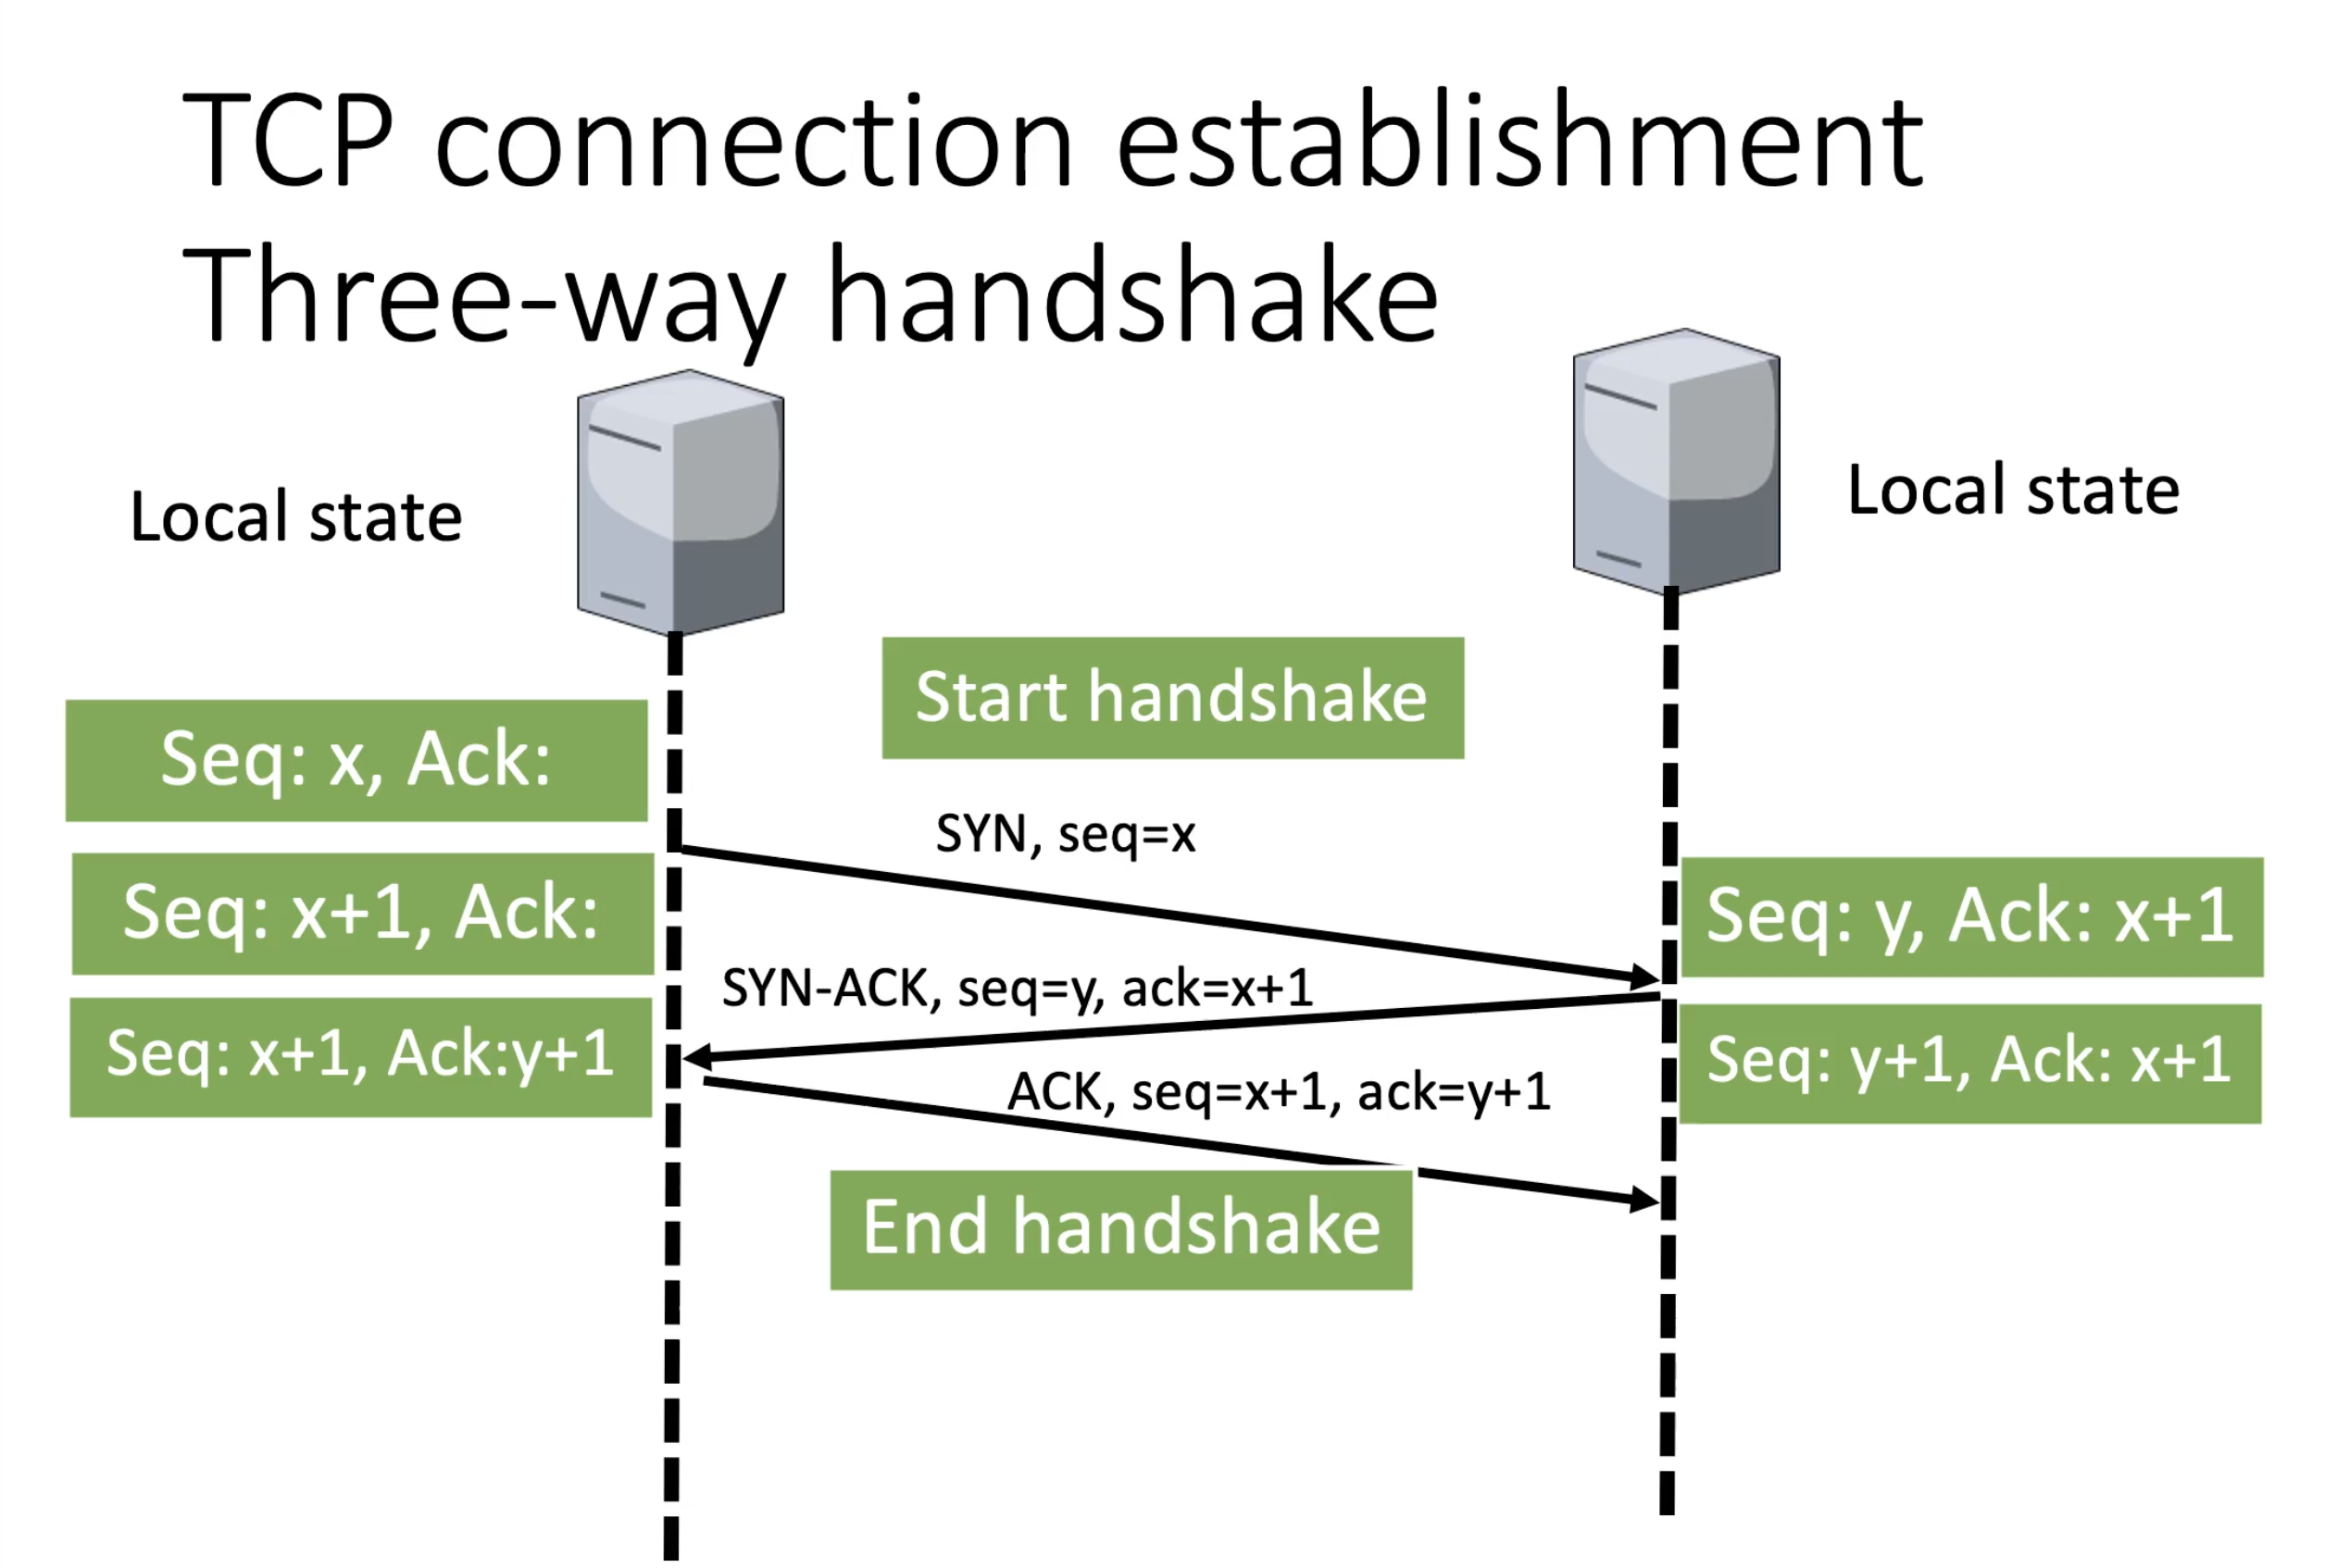 TCP connection establishment
Three-way handshake
Local state
Local state
Start handshake
Seq: x, Ack:
SYN, seq=x
Seq: x+1, Ack:
Seq: y, Ack: x+1
SYN-ACK, seq=y, ack=x+1
Seq: x+1, Ack:y+1
Seq: y+1, Ack: x+1
ACK, seq=x+1, ack=y+1
End handshake